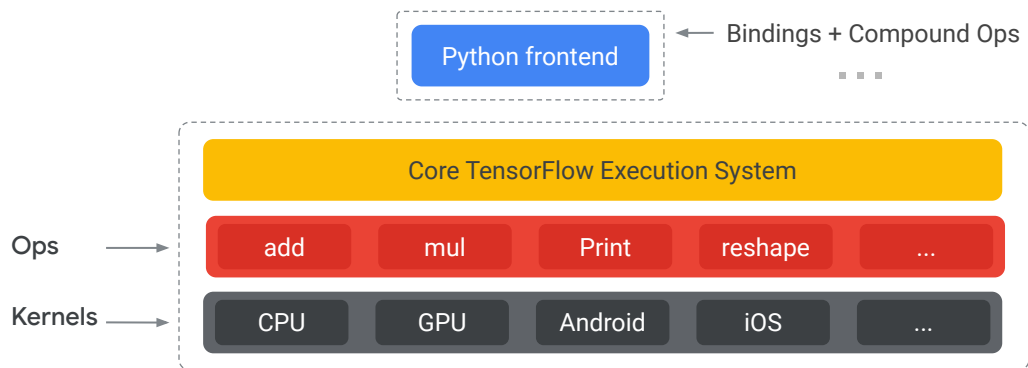 Python frontend
Bindings + Compound Ops
Core TensorFlow Execution System
Ops
add mul Print reshape ...
Kernels
CPU GPU Android iOS ...